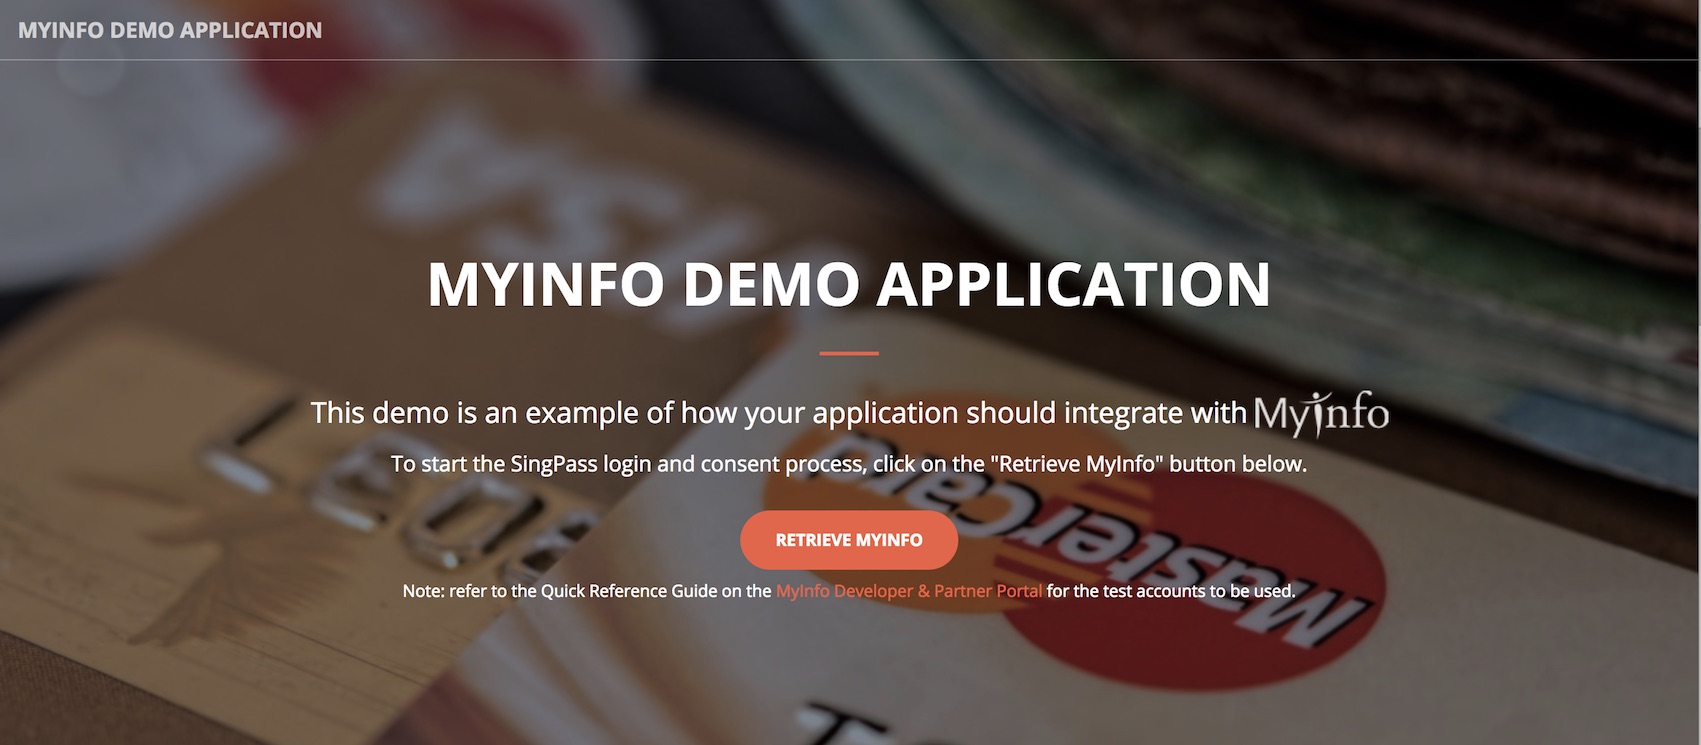 MYINFO DEMO APPLICATION
MYINFO DEMO APPLICATION
This demo is an example of how your application should integrate with Myinfo
To start the SingPass login and consent process, click on the "Retrieve MyInfo" button below.
RETRIEVE MYINFO
Note: refer to the Quick Reference Guide on the MyInfo Developer & Partner Portal for the test accounts to be used.
VISA
MasterCard